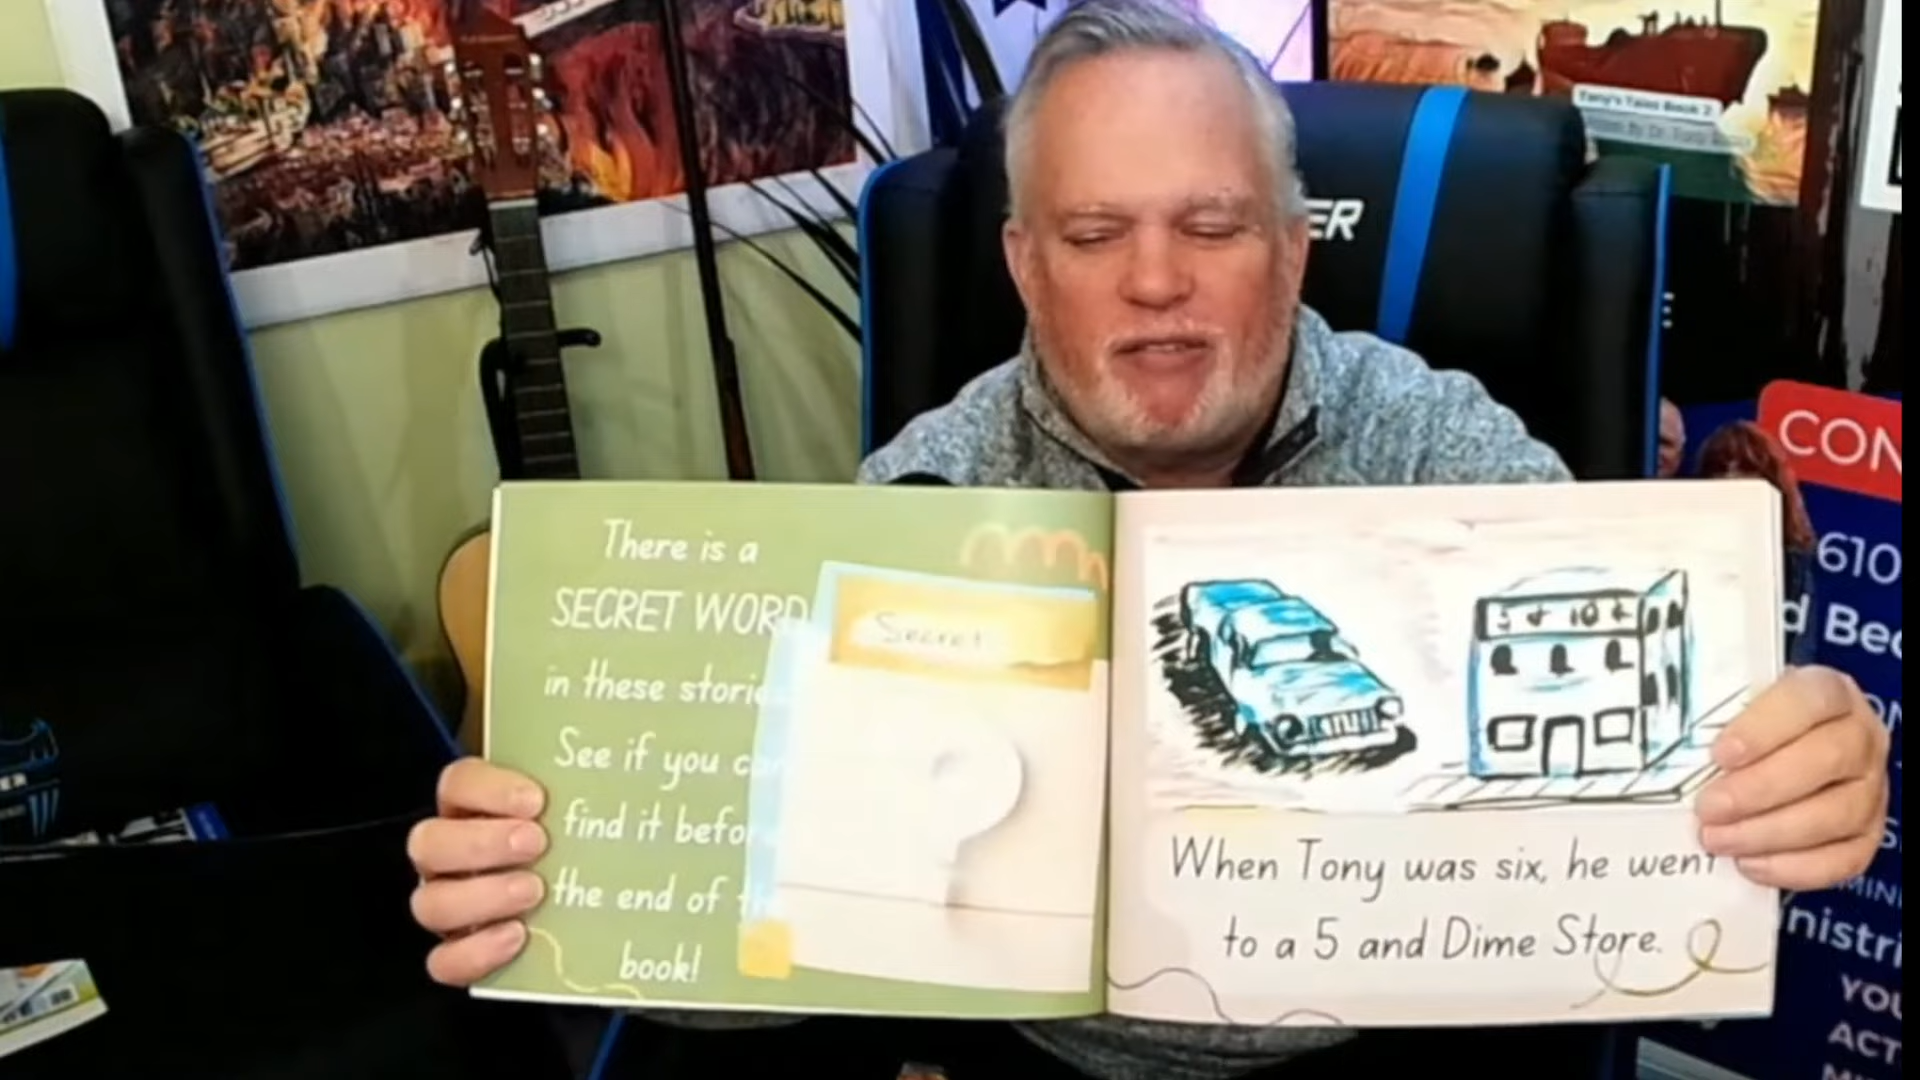 Tony's Tales Book 2
ER
CON
610
There is a
SECRET WORD
in these storie
See if you c
find it befo
the end of t
book!
Secret
5 & 10 ¢
When Tony was six, he went
to a 5 and Dime Store.
d Be
nistri
YOU
ACT